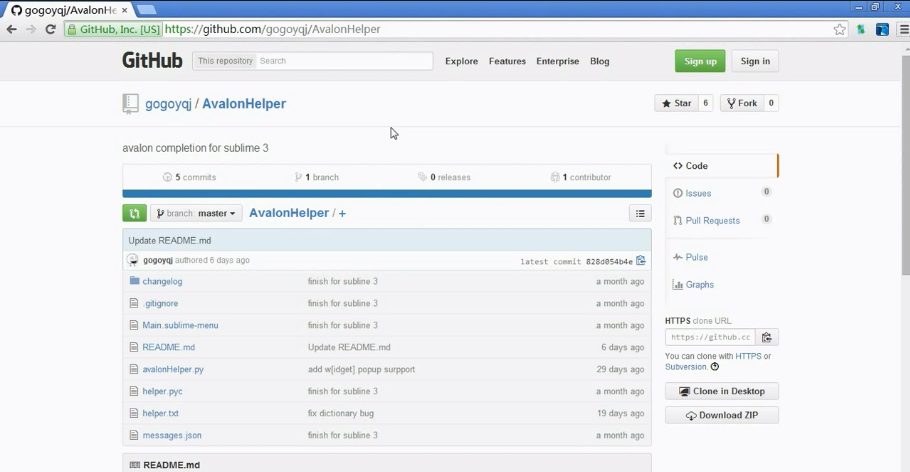 gogoyqj/AvalonH
GitHub, Inc. [US] https://github.com/gogoyqj/AvalonHelper
GitHub This repository Search Explore Features Enterprise Blog Sign up Sign in
gogoyqj / AvalonHelper Star 6 Fork 0
avalon completion for sublime 3
5 commits 1 branch 0 releases 1 contributor
branch: master AvalonHelper / +
Update README.md
gogoyqj authored 6 days ago latest commit 828d054b4e
changelog finish for subline 3 a month ago
.gitignore finish for subline 3 a month ago
Main.sublime-menu finish for subline 3 a month ago
README.md Update README.md 6 days ago
avalonHelper.py add w[idget] popup surpport 29 days ago
helper.pyc finish for subline 3 a month ago
helper.txt fix dictionary bug 19 days ago
messages.json finish for subline 3 a month ago
README.md
Code
Issues 0
Pull Requests 0
Pulse
Graphs
HTTPS clone URL
https://github.cc
You can clone with HTTPS or
Subversion.
Clone in Desktop
Download ZIP